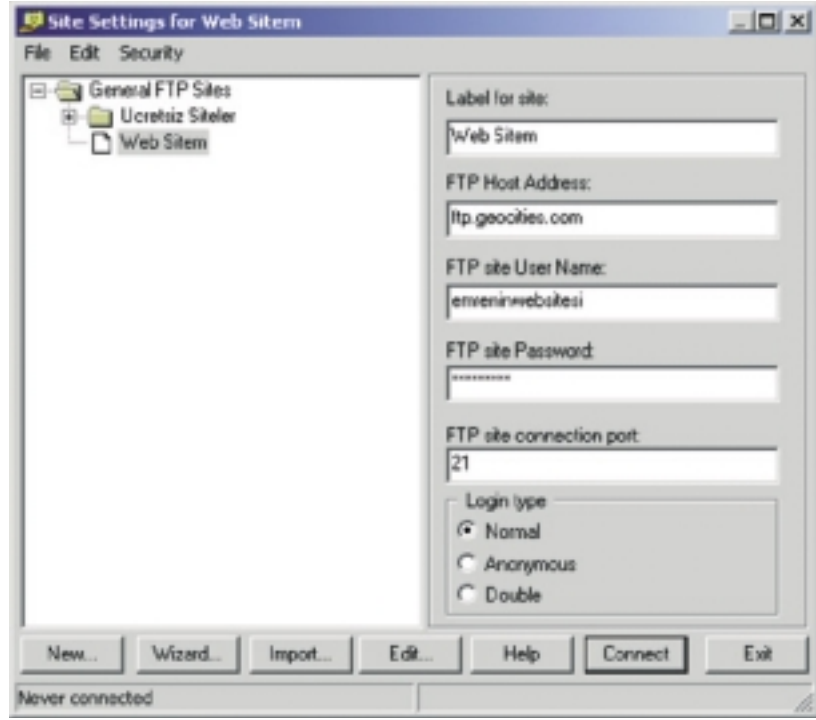 Site Settings for Web Sitem
File Edit Security
General FTP Sites
Ucretsiz Siteler
Web Sitem
Label for site:
Web Sitem
FTP Host Address:
ftp.geocities.com
FTP site User Name:
emreninwebsitesi
FTP site Password:
**********
FTP site connection port:
21
Login type
Normal
Anonymous
Double
New... Wizard... Import... Edit... Help Connect Exit
Never connected